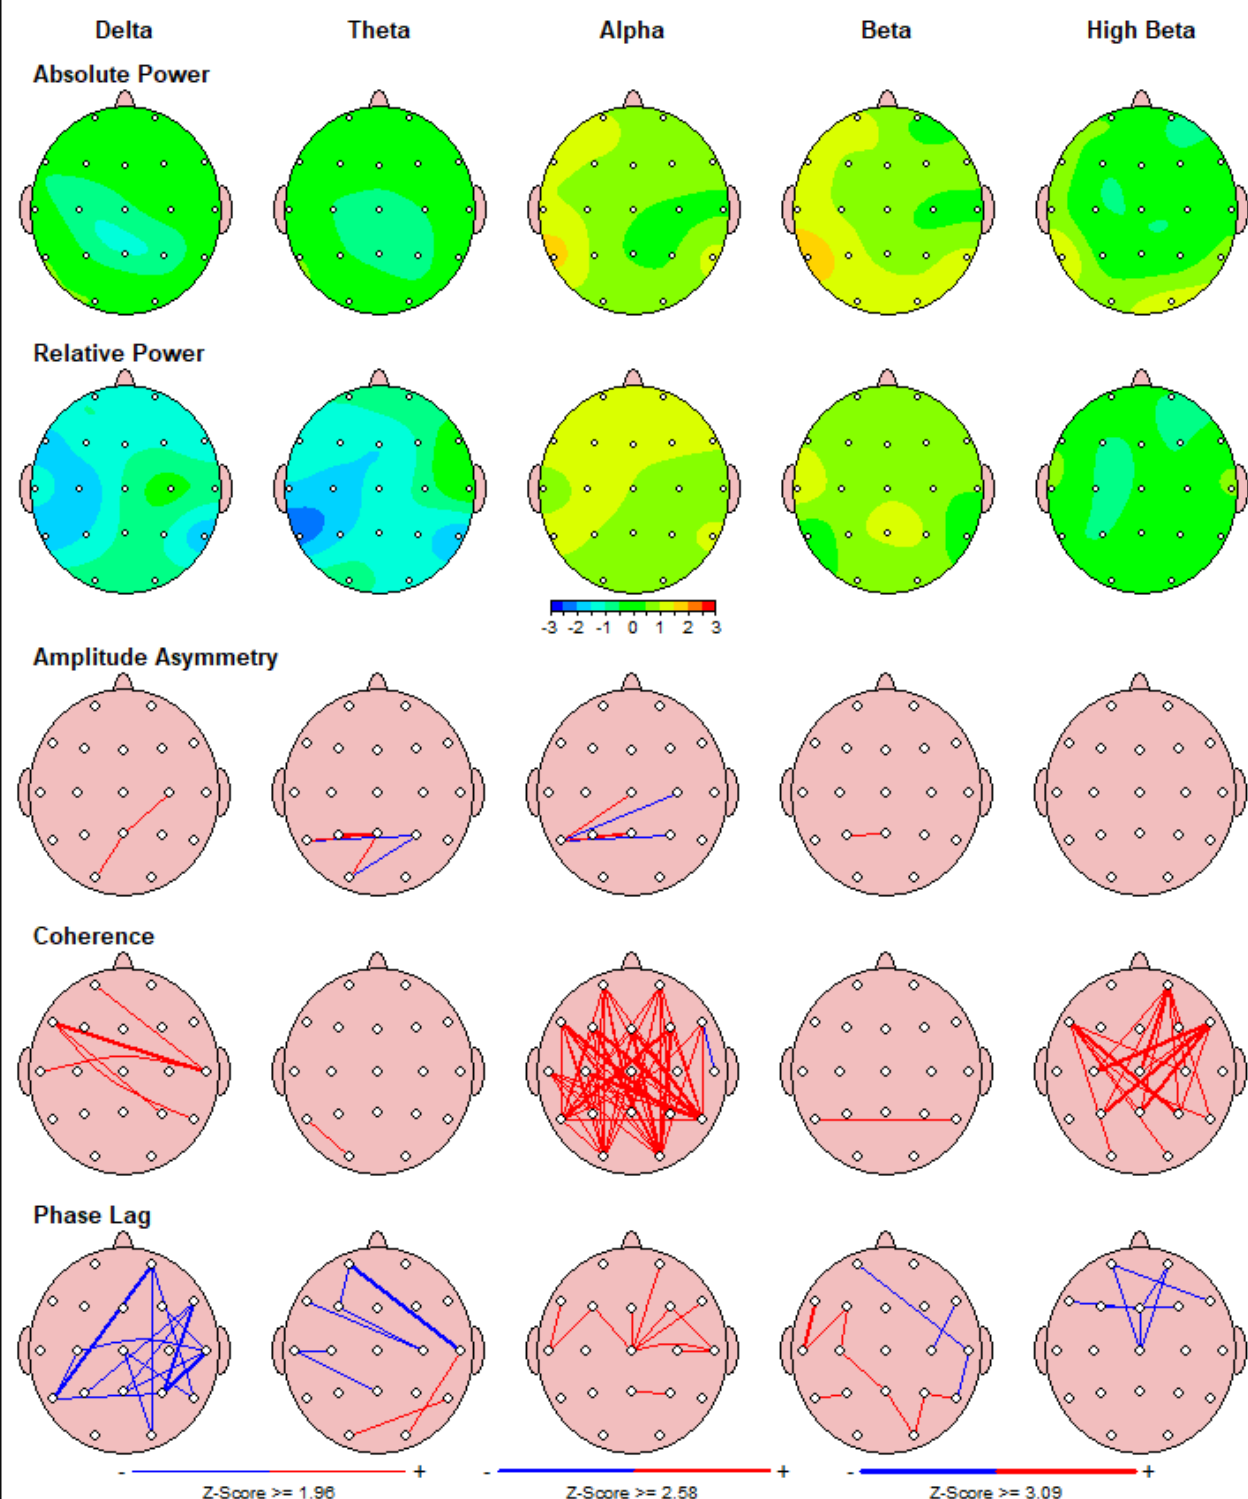 Delta Theta Alpha Beta High Beta
Absolute Power
Relative Power
-3 -2 -1 0 1 2 3
Amplitude Asymmetry
Coherence
Phase Lag
- + - + - +
Z-Score >= 1.96 Z-Score >= 2.58 Z-Score >= 3.09